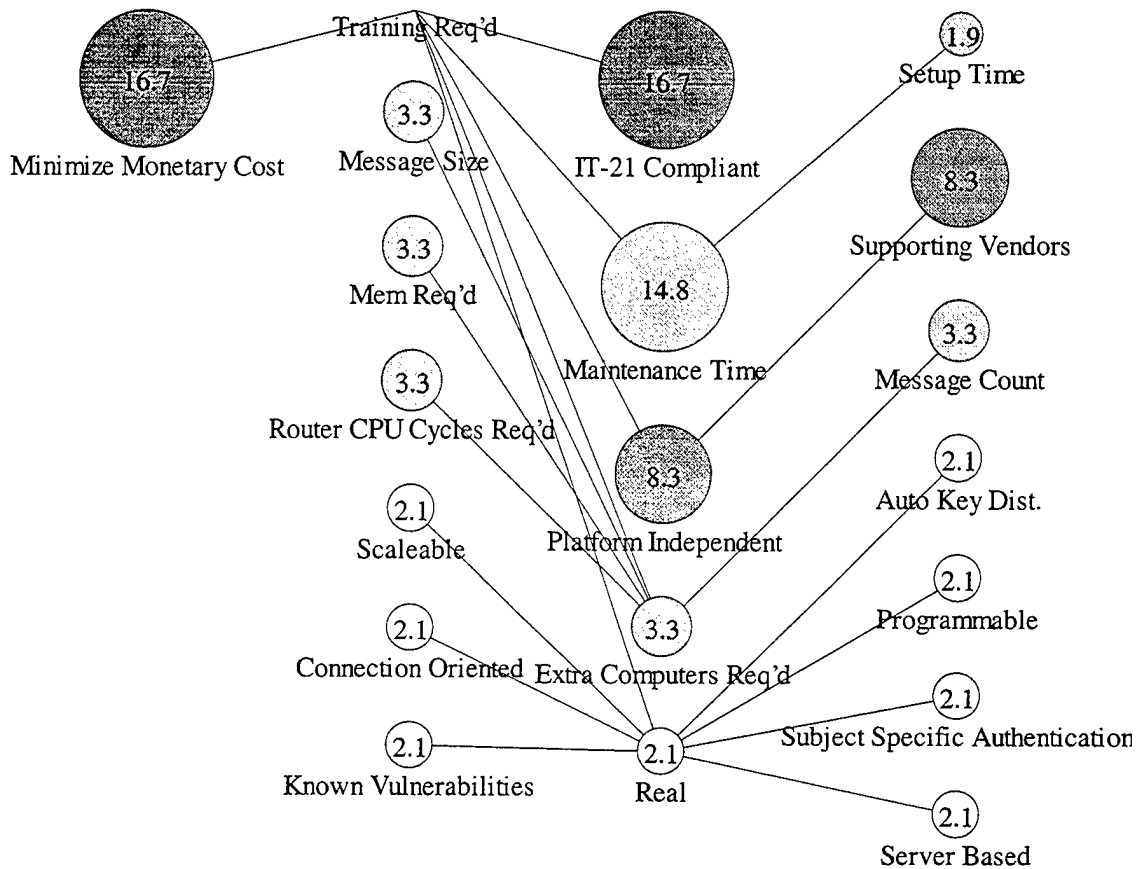 Training Req'd
16.7
Minimize Monetary Cost
16.7
IT-21 Compliant
1.9
Setup Time
3.3
Message Size
8.3
Supporting Vendors
3.3
Mem Req'd
14.8
Maintenance Time
3.3
Message Count
3.3
Router CPU Cycles Req'd
8.3
Platform Independent
2.1
Auto Key Dist.
2.1
Scaleable
2.1
Programmable
2.1
Connection Oriented
3.3
Extra Computers Req'd
2.1
Subject Specific Authentication
2.1
Known Vulnerabilities
2.1
Real
2.1
Server Based